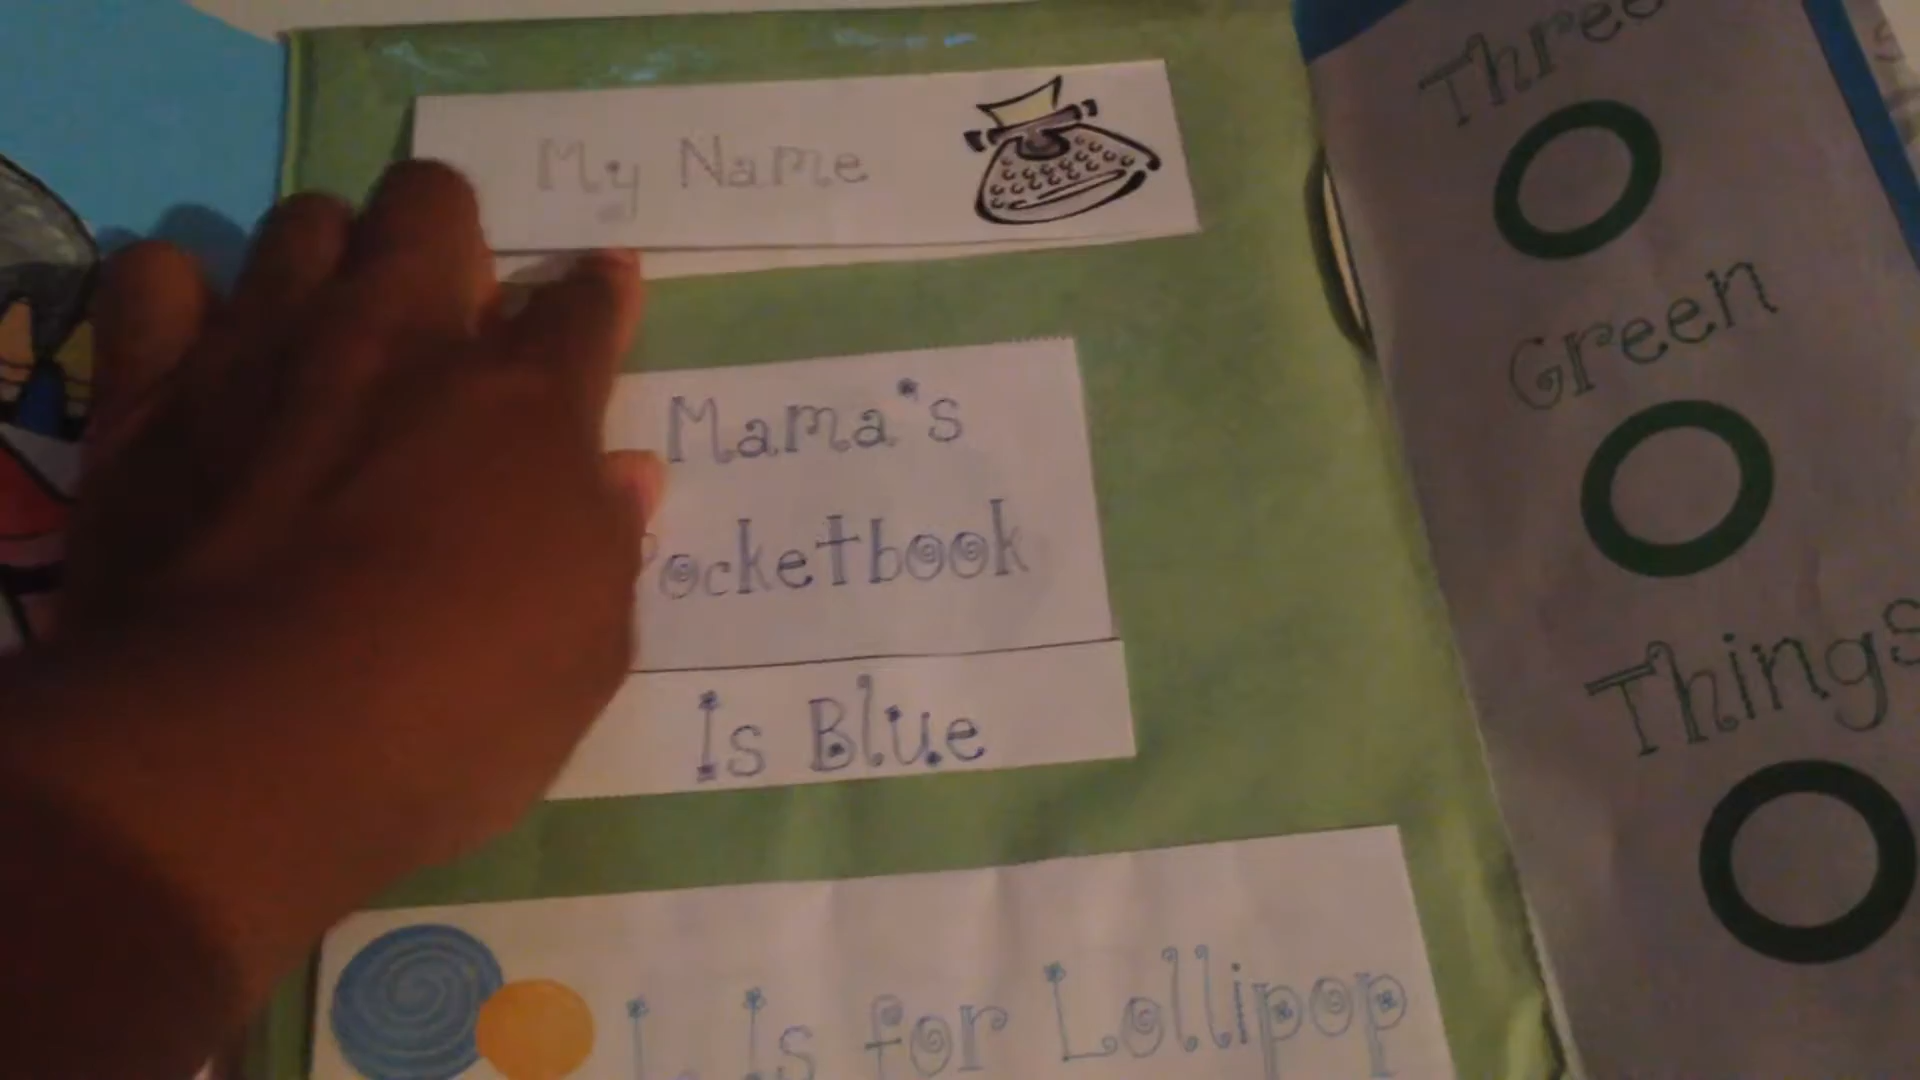 My Name
Mama's
Pocketbook
Is Blue
L Is for Lollipop
Three
Green
Things